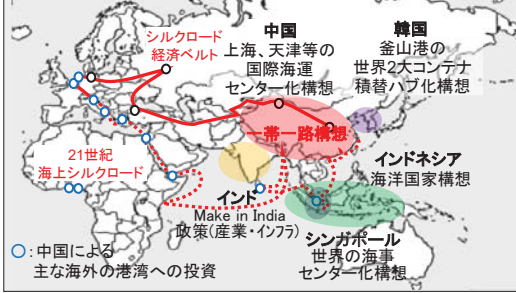 シルクロード
経済ベルト
中国
上海、天津等の
国際海運
センター化構想
韓国
釜山港の
世界2大コンテナ
積替ハブ化構想
一帯一路構想
21世紀
海上シルクロード
インド
Make in India
政策(産業・インフラ)
インドネシア
海洋国家構想
シンガポール
世界の海事
センター化構想
○:中国による
主な海外の港湾への投資